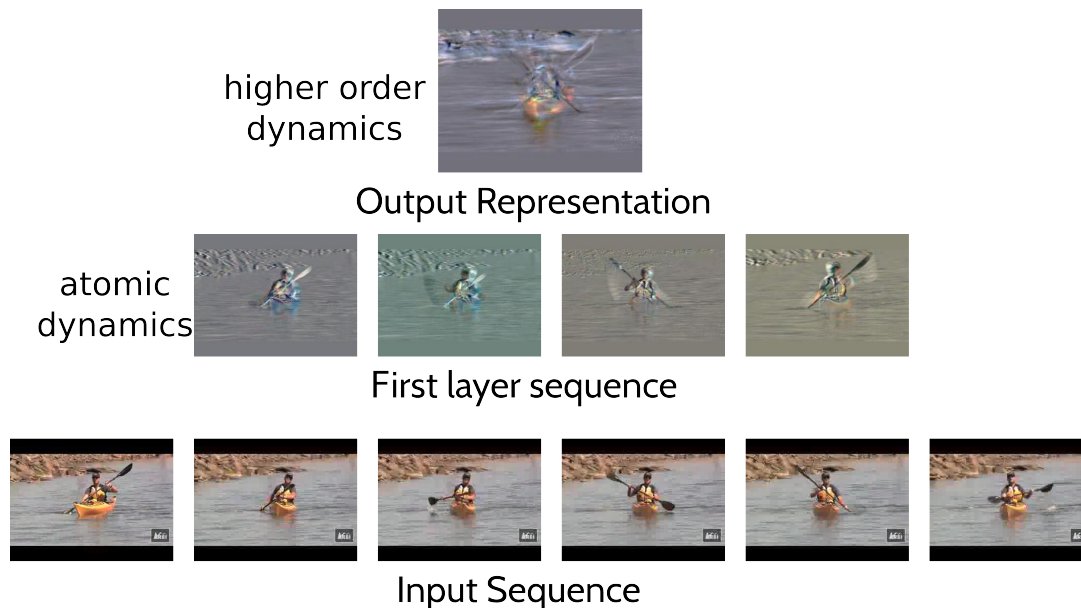 higher order
dynamics
Output Representation
atomic
dynamics
First layer sequence
Input Sequence